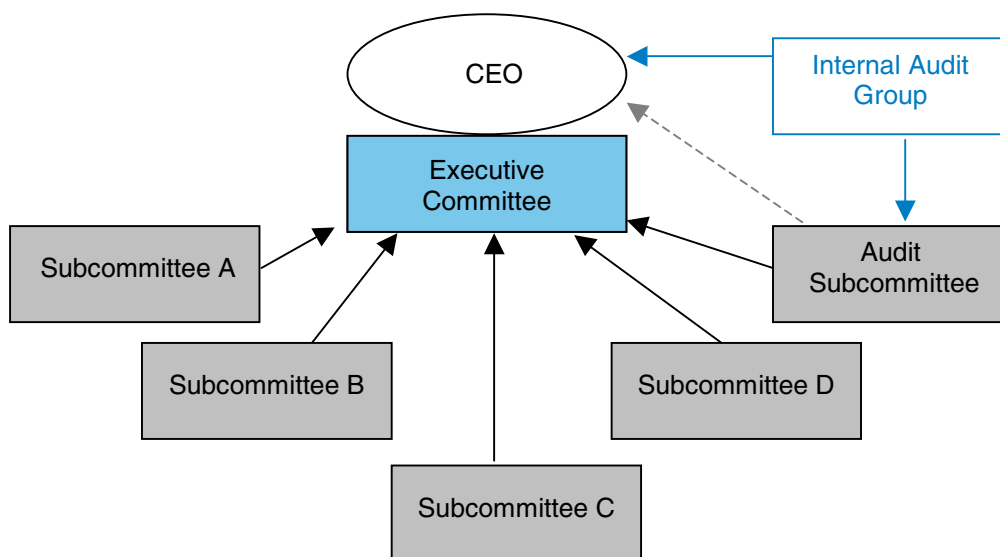 CEO
Internal Audit
Group
Executive
Committee
Subcommittee A
Audit
Subcommittee
Subcommittee B
Subcommittee D
Subcommittee C